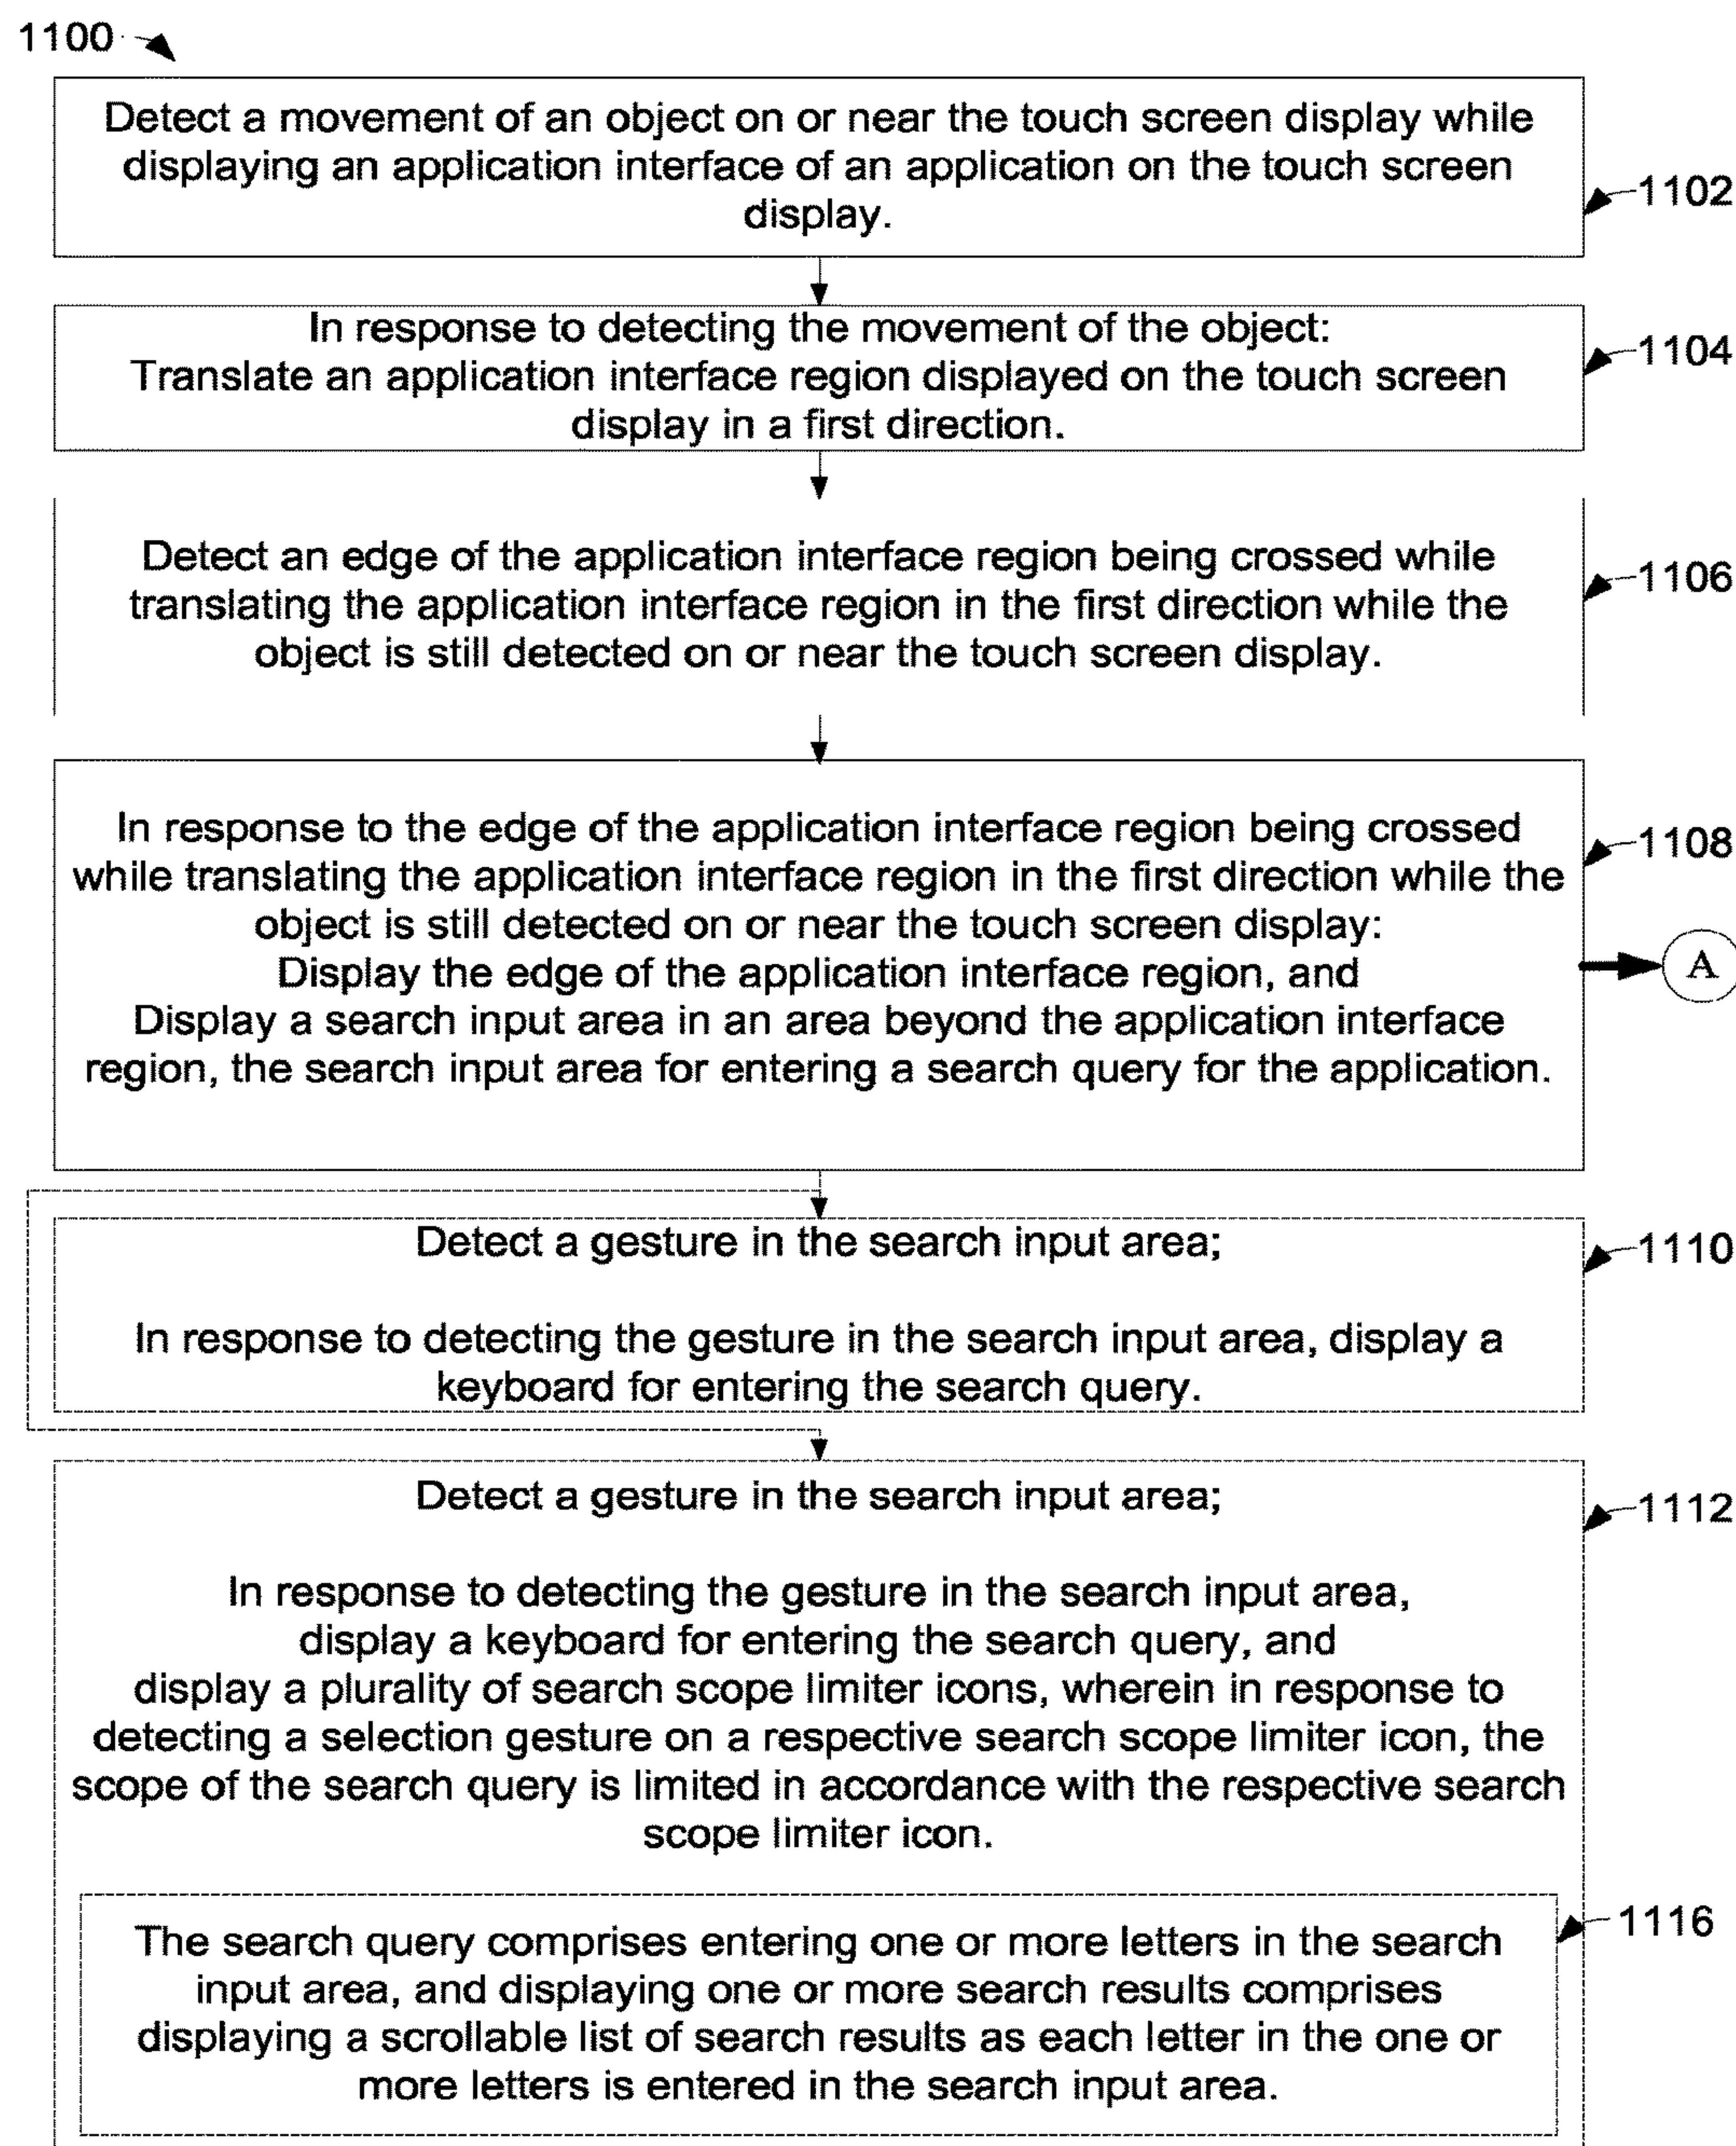 1100
Detect a movement of an object on or near the touch screen display while
displaying an application interface of an application on the touch screen
display.
1102
In response to detecting the movement of the object:
Translate an application interface region displayed on the touch screen
display in a first direction.
1104
Detect an edge of the application interface region being crossed while
translating the application interface region in the first direction while the
object is still detected on or near the touch screen display.
1106
In response to the edge of the application interface region being crossed
while translating the application interface region in the first direction while the
object is still detected on or near the touch screen display:
Display the edge of the application interface region, and
Display a search input area in an area beyond the application interface
region, the search input area for entering a search query for the application.
1108
A
Detect a gesture in the search input area;
In response to detecting the gesture in the search input area, display a
keyboard for entering the search query.
1110
Detect a gesture in the search input area;
In response to detecting the gesture in the search input area,
display a keyboard for entering the search query, and
display a plurality of search scope limiter icons, wherein in response to
detecting a selection gesture on a respective search scope limiter icon, the
scope of the search query is limited in accordance with the respective search
scope limiter icon.
1112
The search query comprises entering one or more letters in the search
input area, and displaying one or more search results comprises
displaying a scrollable list of search results as each letter in the one or
more letters is entered in the search input area.
1116